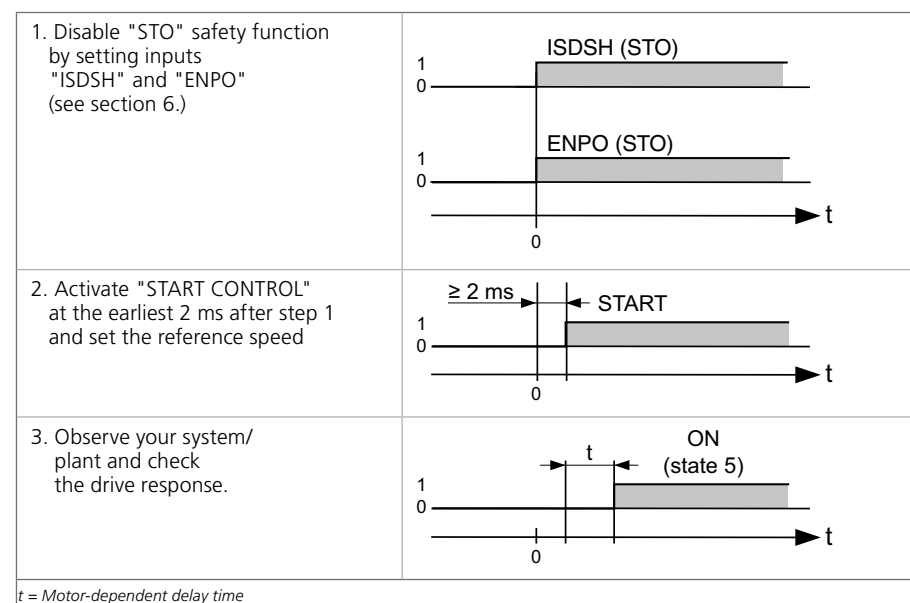 1. Disable "STO" safety function
by setting inputs
"ISDSH" and "ENPO"
(see section 6.)
ISDSH (STO)
1
0
ENPO (STO)
1
0
t
0
2. Activate "START CONTROL"
at the earliest 2 ms after step 1
and set the reference speed
≥ 2 ms
START
1
0
t
0
3. Observe your system/
plant and check
the drive response.
t
ON
(state 5)
1
0
t
0
t = Motor-dependent delay time